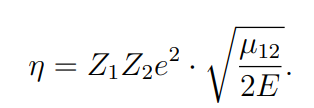 η = Z₁Z₂e² · √(μ₁₂/2E).